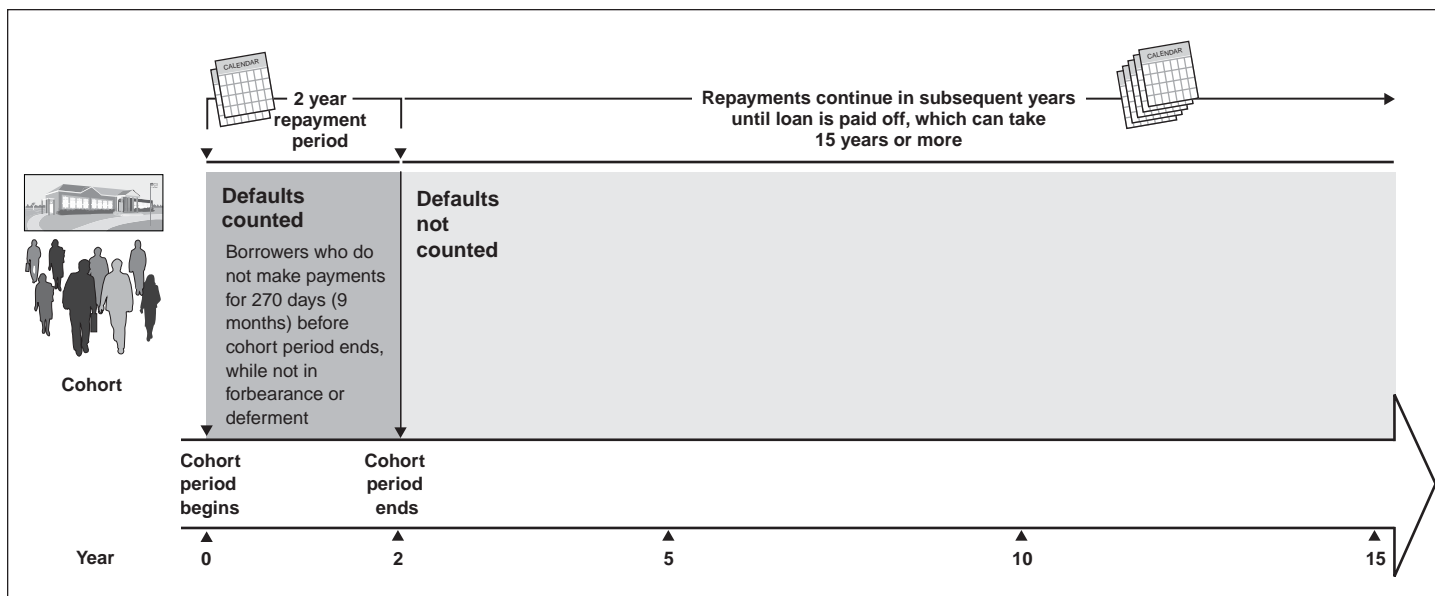 CALENDAR
2 year
repayment
period
Repayments continue in subsequent years
until loan is paid off, which can take
15 years or more
CALENDAR
Defaults
counted
Borrowers who do
not make payments
for 270 days (9
months) before
cohort period ends,
while not in
forbearance or
deferment
Defaults
not
counted
Cohort
Cohort
period
begins
Cohort
period
ends
Year 0 2 5 10 15